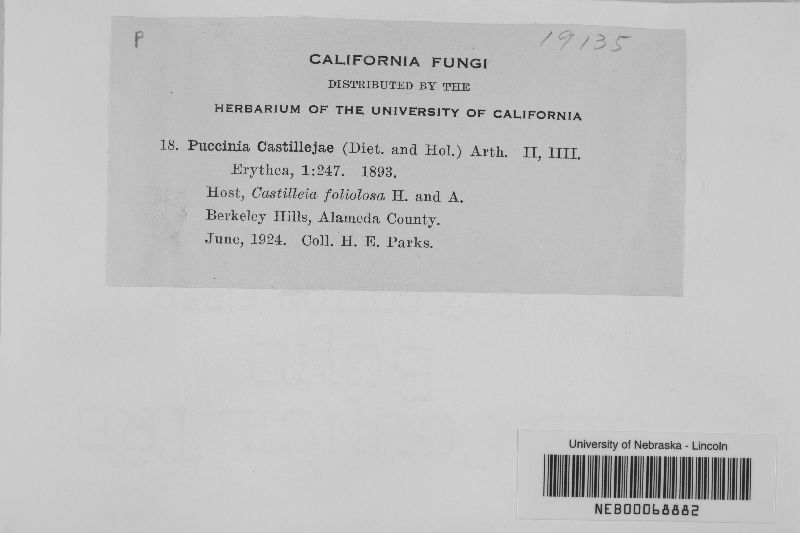 P
19135
CALIFORNIA FUNGI
DISTRIBUTED BY THE
HERBARIUM OF THE UNIVERSITY OF CALIFORNIA
18. Puccinia Castillejae (Diet. and Hol.) Arth. II, IIII.
Erythea, 1:247. 1893.
Host, Castilleia foliolosa H. and A.
Berkeley Hills, Alameda County.
June, 1924. Coll. H. E. Parks.
University of Nebraska - Lincoln
NEB00068882